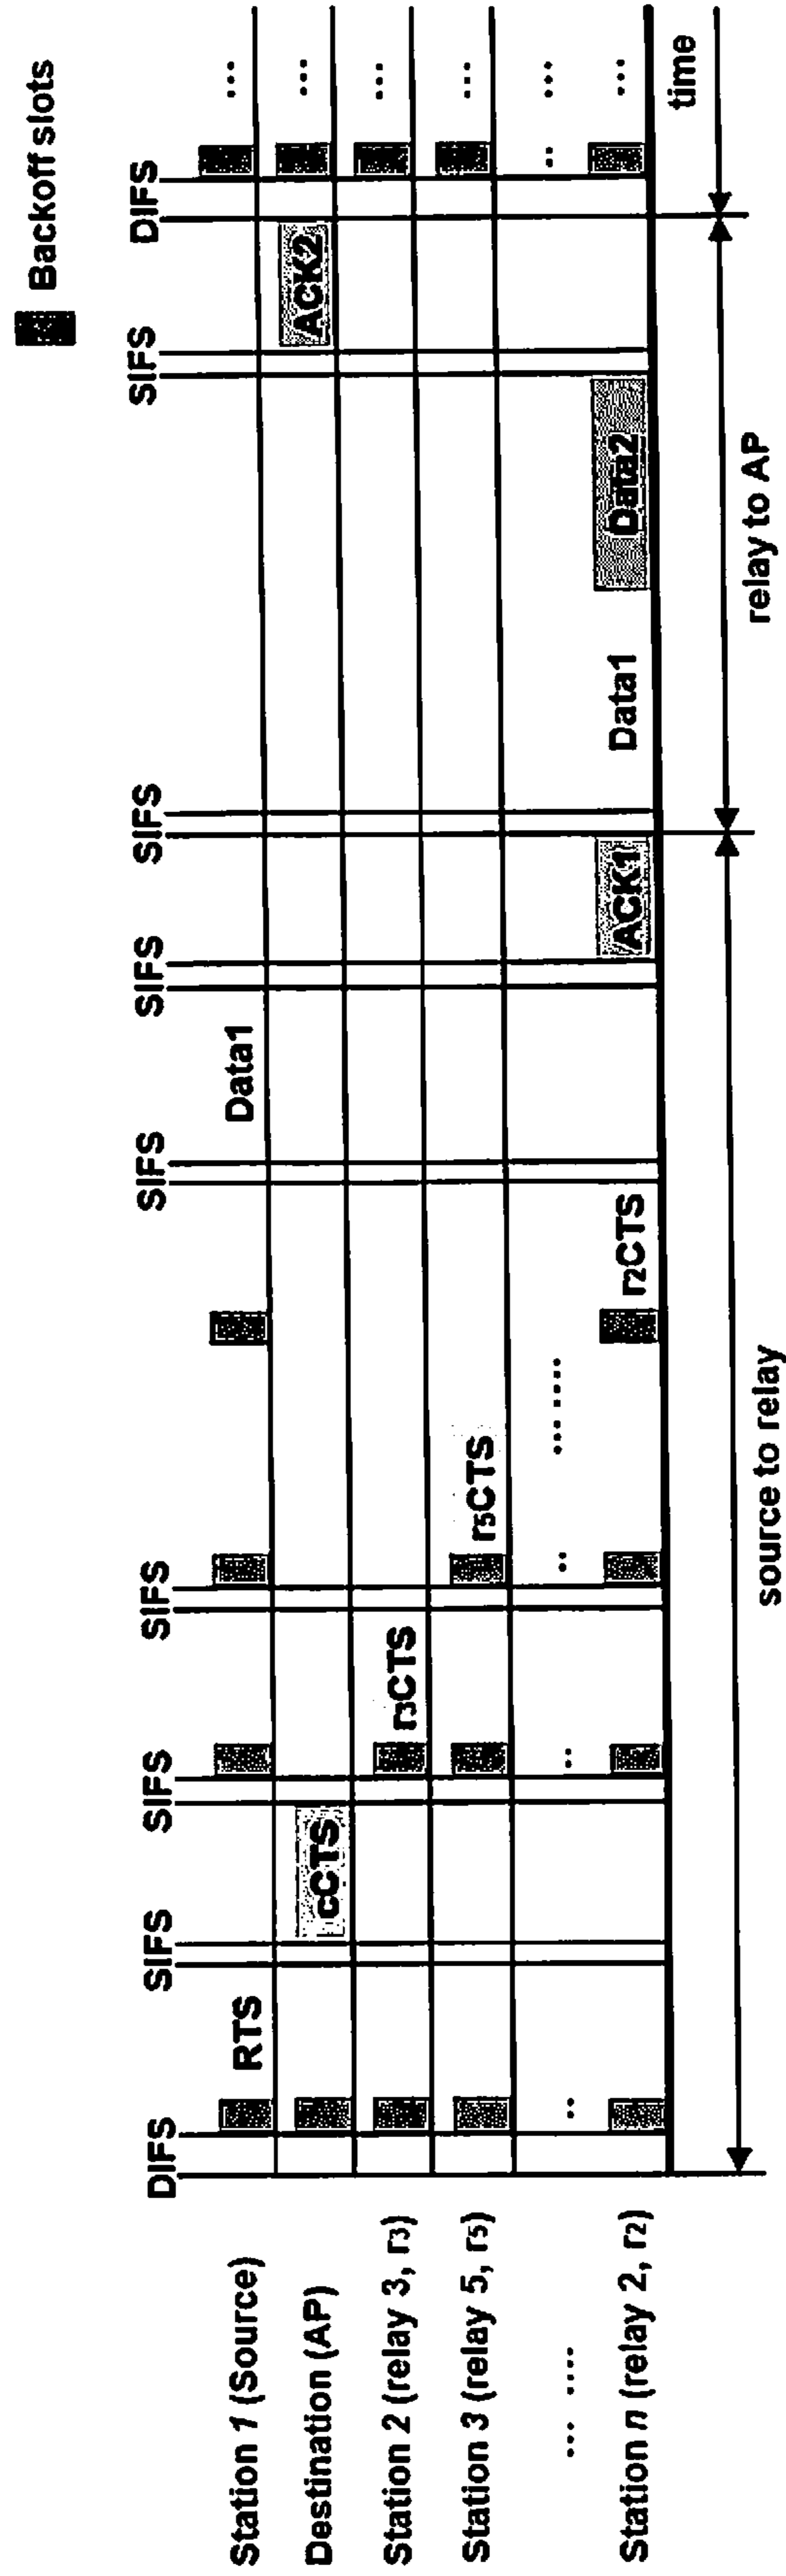 Backoff slots
DIFS
SIFS
SIFS
SIFS
SIFS
SIFS
SIFS
SIFS
DIFS
Station 1 (Source)
RTS
Data1
...
Destination (AP)
cCTS
ACK2
...
Station 2 (relay 3, r3)
r3CTS
...
Station 3 (relay 5, r5)
r5CTS
...
... ....
..
..
..
... ....
..
...
Station n (relay 2, r2)
r2CTS
ACK1
Data1
Data2
...
time
source to relay
relay to AP